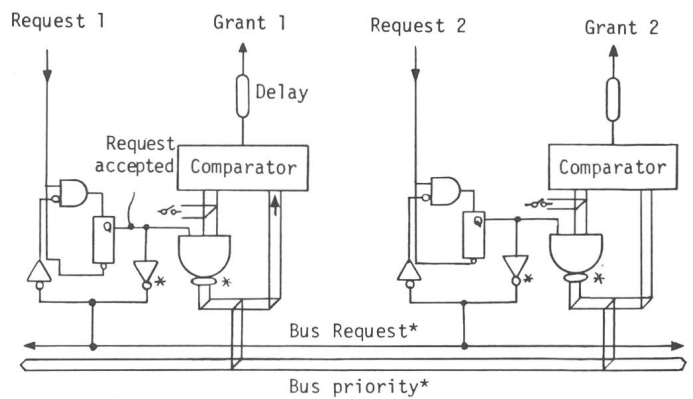 Request 1
Grant 1
Request 2
Grant 2
Delay
Request
accepted
Comparator
Comparator
Q
*
*
Q
*
*
Bus Request*
Bus priority*